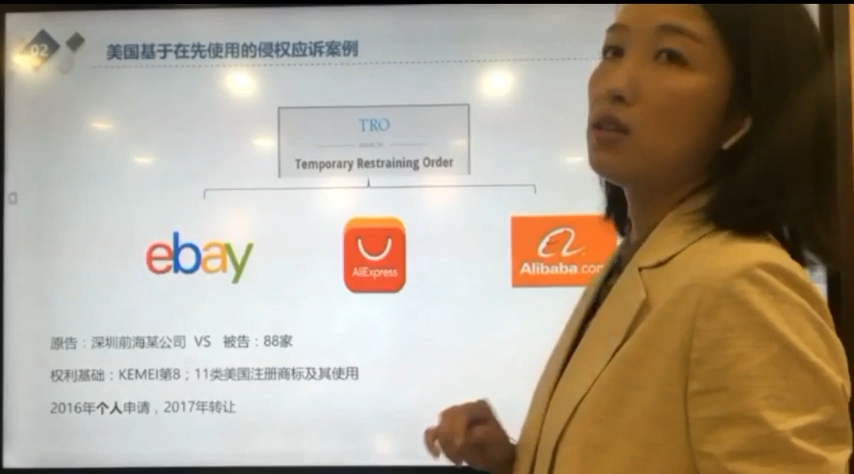 02
美国基于在先使用的侵权应诉案例
TRO
Temporary Restraining Order
ebay
AliExpress
Alibaba.com
原告：深圳前海某公司 VS 被告：88家
权利基础：KEMEI第8；11类美国注册商标及其使用
2016年个人申请，2017年转让